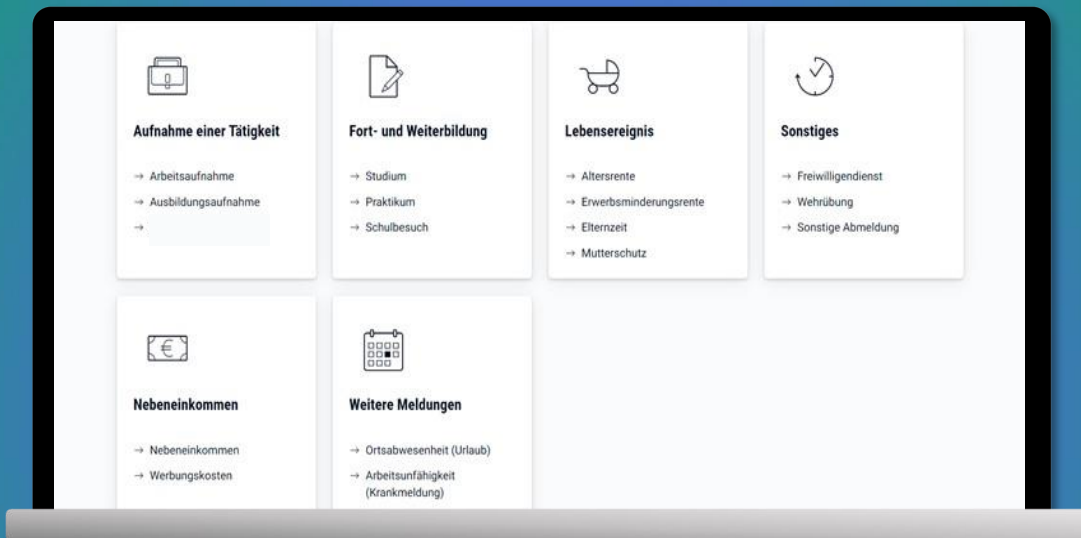 Aufnahme einer Tätigkeit
→ Arbeitsaufnahme
→ Ausbildungsaufnahme
→
Fort- und Weiterbildung
→ Studium
→ Praktikum
→ Schulbesuch
Lebensereignis
→ Altersrente
→ Erwerbsminderungsrente
→ Elternzeit
→ Mutterschutz
Sonstiges
→ Freiwilligendienst
→ Wehrübung
→ Sonstige Abmeldung
€
Nebeneinkommen
→ Nebeneinkommen
→ Werbungskosten
Weitere Meldungen
→ Ortsabwesenheit (Urlaub)
→ Arbeitsunfähigkeit
(Krankmeldung)